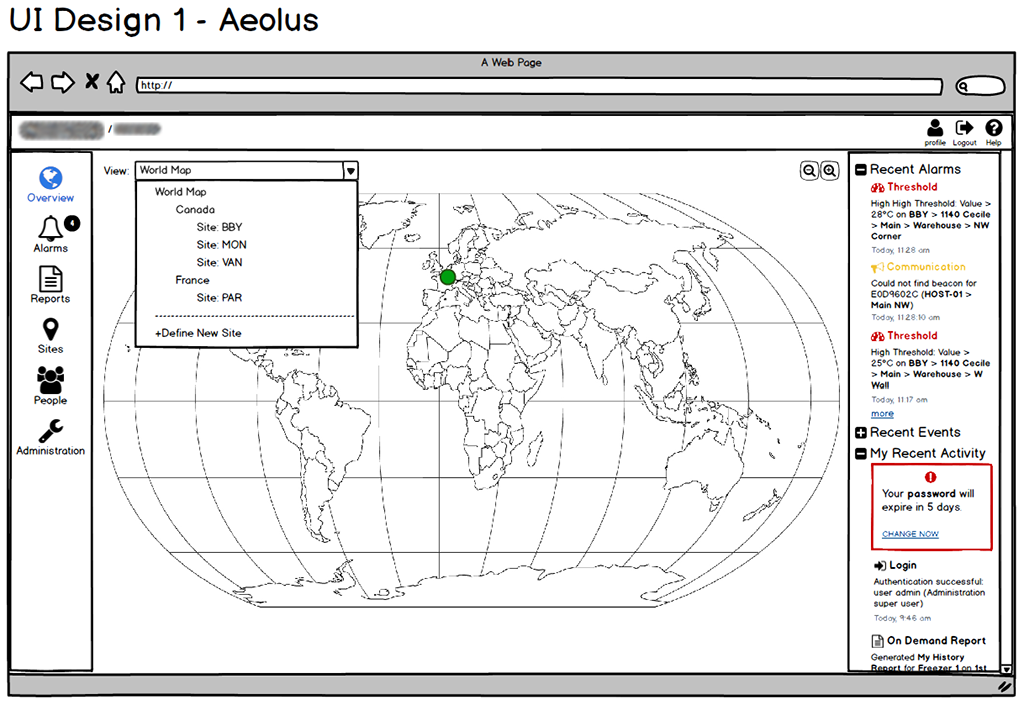 UI Design 1 - Aeolus
A Web Page
http://
/
profile
Logout
Help
Overview
4
Alarms
Reports
Sites
People
Administration
View:
World Map
World Map
Canada
Site: BBY
Site: MON
Site: VAN
France
Site: PAR
+Define New Site
Recent Alarms
Threshold
High High Threshold: Value >
28°C on BBY > 1140 Cecile
> Main > Warehouse > NW
Corner
Today, 11:28 am
Communication
Could not find beacon for
E0D9602C (HOST-01 >
Main NW)
Today, 11:28:10 am
Threshold
High Threshold: Value >
25°C on BBY > 1140 Cecile
> Main > Warehouse > W
Wall
Today, 11:17 am
more
Recent Events
My Recent Activity
Your password will
expire in 5 days.
CHANGE NOW
Login
Authentication successful:
user admin (Administration
super user)
Today, 9:46 am
On Demand Report
Generated My History
Report for Freezer 1 on 1st